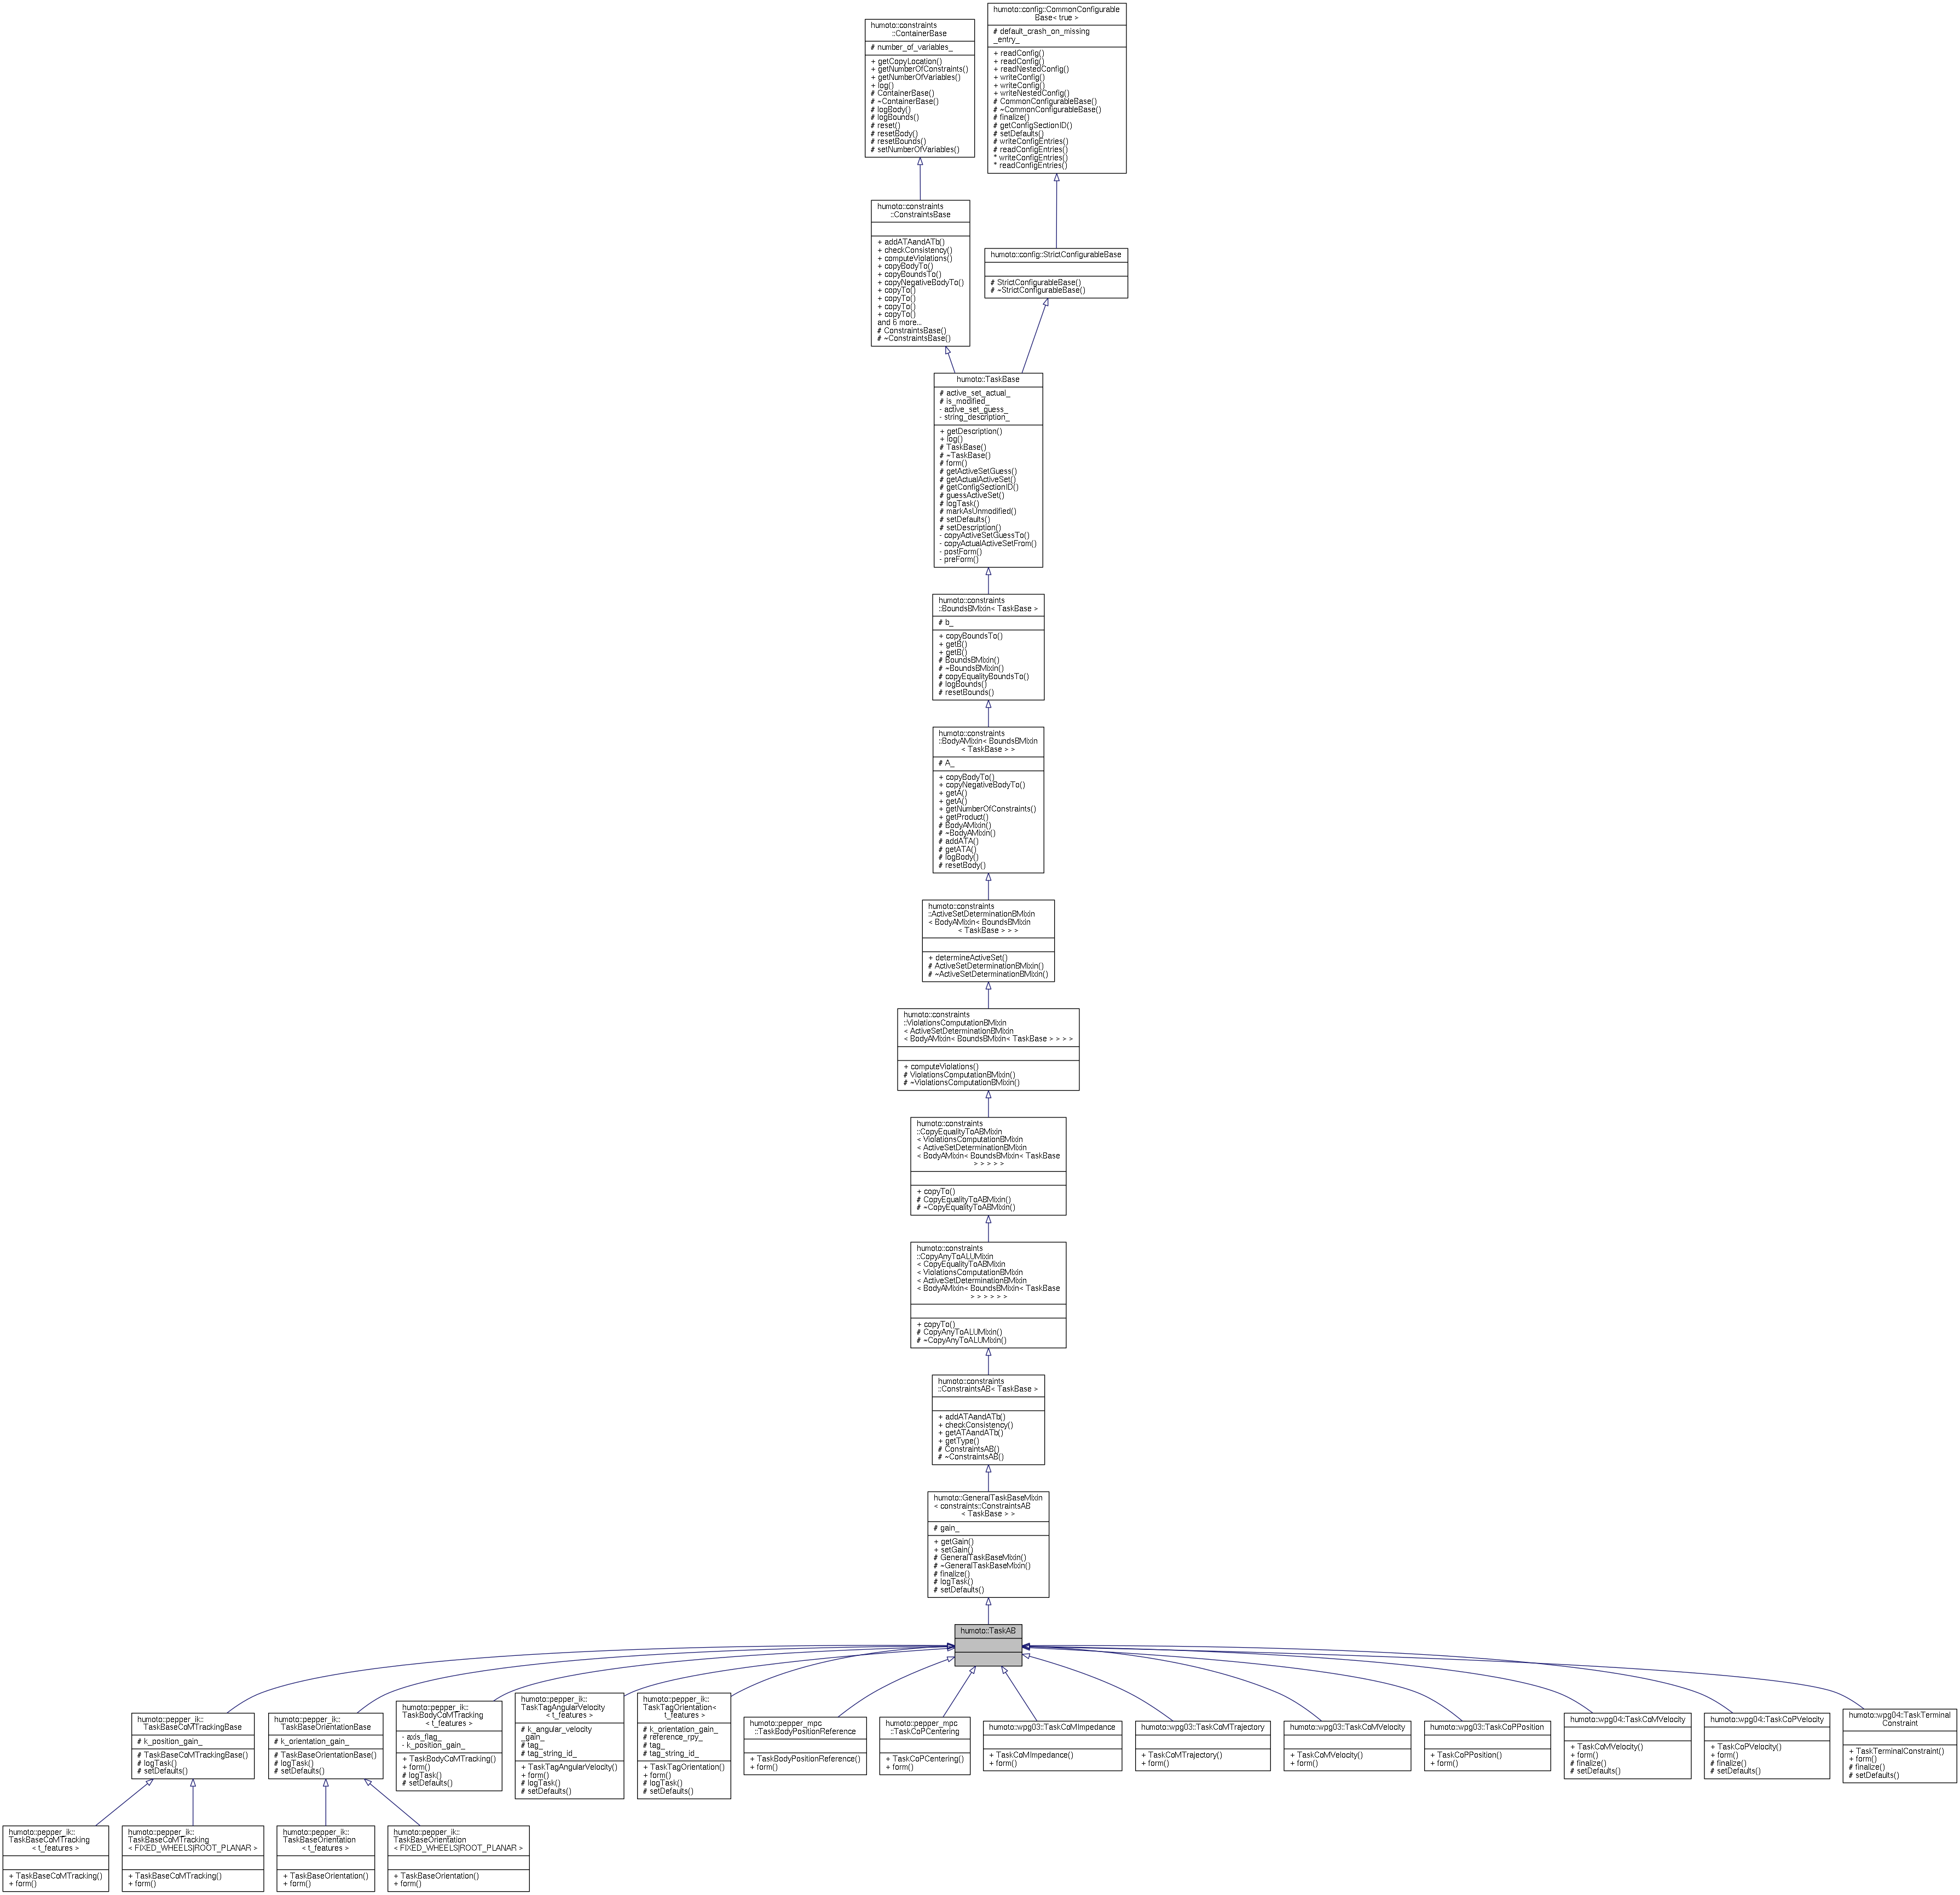 humoto::constraints
::ContainerBase
# number_of_variables_
+ getCopyLocation()
+ getNumberOfConstraints()
+ getNumberOfVariables()
+ log()
# ContainerBase()
# ~ContainerBase()
# logBody()
# logBounds()
# reset()
# resetBody()
# resetBounds()
# setNumberOfVariables()
humoto::config::CommonConfigurable
Base< true >
# default_crash_on_missing
_entry_
+ readConfig()
+ readConfig()
+ readNestedConfig()
+ writeConfig()
+ writeConfig()
+ writeNestedConfig()
# CommonConfigurableBase()
# ~CommonConfigurableBase()
# finalize()
# getConfigSectionID()
# setDefaults()
# writeConfigEntries()
# readConfigEntries()
* writeConfigEntries()
* readConfigEntries()
humoto::constraints
::ConstraintsBase
+ addATAandATb()
+ checkConsistency()
+ computeViolations()
+ copyBodyTo()
+ copyBoundsTo()
+ copyNegativeBodyTo()
+ copyTo()
+ copyTo()
+ copyTo()
+ copyTo()
and 6 more...
# ConstraintsBase()
# ~ConstraintsBase()
humoto::config::StrictConfigurableBase
# StrictConfigurableBase()
# ~StrictConfigurableBase()
humoto::TaskBase
# active_set_actual_
# is_modified_
- active_set_guess_
- string_description_
+ getDescription()
+ log()
# TaskBase()
# ~TaskBase()
# form()
# getActiveSetGuess()
# getActualActiveSet()
# getConfigSectionID()
# guessActiveSet()
# logTask()
# markAsUnmodified()
# setDefaults()
# setDescription()
- copyActiveSetGuessTo()
- copyActualActiveSetFrom()
- postForm()
- preForm()
humoto::constraints
::BoundsBMixin< TaskBase >
# b_
+ copyBoundsTo()
+ getB()
+ getB()
# BoundsBMixin()
# ~BoundsBMixin()
# copyEqualityBoundsTo()
# logBounds()
# resetBounds()
humoto::constraints
::BodyAMixin< BoundsBMixin
< TaskBase > >
# A_
+ copyBodyTo()
+ copyNegativeBodyTo()
+ getA()
+ getA()
+ getNumberOfConstraints()
+ getProduct()
# BodyAMixin()
# ~BodyAMixin()
# addATA()
# getATA()
# logBody()
# resetBody()
humoto::constraints
::ActiveSetDeterminationBMixin
< BodyAMixin< BoundsBMixin
< TaskBase > > >
+ determineActiveSet()
# ActiveSetDeterminationBMixin()
# ~ActiveSetDeterminationBMixin()
humoto::constraints
::ViolationsComputationBMixin
< ActiveSetDeterminationBMixin
< BodyAMixin< BoundsBMixin< TaskBase > > > >
+ computeViolations()
# ViolationsComputationBMixin()
# ~ViolationsComputationBMixin()
humoto::constraints
::CopyEqualityToABMixin
< ViolationsComputationBMixin
< ActiveSetDeterminationBMixin
< BodyAMixin< BoundsBMixin< TaskBase
> > > > >
+ copyTo()
# CopyEqualityToABMixin()
# ~CopyEqualityToABMixin()
humoto::constraints
::CopyAnyToALUMixin
< CopyEqualityToABMixin
< ViolationsComputationBMixin
< ActiveSetDeterminationBMixin
< BodyAMixin< BoundsBMixin< TaskBase
> > > > > >
+ copyTo()
# CopyAnyToALUMixin()
# ~CopyAnyToALUMixin()
humoto::constraints
::ConstraintsAB< TaskBase >
+ addATAandATb()
+ checkConsistency()
+ getATAandATb()
+ getType()
# ConstraintsAB()
# ~ConstraintsAB()
humoto::GeneralTaskBaseMixin
< constraints::ConstraintsAB
< TaskBase > >
# gain_
+ getGain()
+ setGain()
# GeneralTaskBaseMixin()
# ~GeneralTaskBaseMixin()
# finalize()
# logTask()
# setDefaults()
humoto::TaskAB
humoto::pepper_ik::
TaskBaseCoMTrackingBase
# k_position_gain_
# TaskBaseCoMTrackingBase()
# logTask()
# setDefaults()
humoto::pepper_ik::
TaskBaseOrientationBase
# k_orientation_gain_
# TaskBaseOrientationBase()
# logTask()
# setDefaults()
humoto::pepper_ik::
TaskBodyCoMTracking
< t_features >
- axis_flag_
- k_position_gain_
+ TaskBodyCoMTracking()
+ form()
# logTask()
# setDefaults()
humoto::pepper_ik::
TaskTagAngularVelocity
< t_features >
# k_angular_velocity
_gain_
# tag_
# tag_string_id_
+ TaskTagAngularVelocity()
+ form()
# logTask()
# setDefaults()
humoto::pepper_ik::
TaskTagOrientation<
t_features >
# k_orientation_gain_
# reference_rpy_
# tag_
# tag_string_id_
+ TaskTagOrientation()
+ form()
# logTask()
# setDefaults()
humoto::pepper_mpc
::TaskBodyPositionReference
+ TaskBodyPositionReference()
+ form()
humoto::pepper_mpc
::TaskCoPCentering
+ TaskCoPCentering()
+ form()
humoto::wpg03::TaskCoMImpedance
+ TaskCoMImpedance()
+ form()
humoto::wpg03::TaskCoMTrajectory
+ TaskCoMTrajectory()
+ form()
humoto::wpg03::TaskCoMVelocity
+ TaskCoMVelocity()
+ form()
humoto::wpg03::TaskCoPPosition
+ TaskCoPPosition()
+ form()
humoto::wpg04::TaskCoMVelocity
+ TaskCoMVelocity()
+ form()
# finalize()
# setDefaults()
humoto::wpg04::TaskCoPVelocity
+ TaskCoPVelocity()
+ form()
# finalize()
# setDefaults()
humoto::wpg04::TaskTerminal
Constraint
+ TaskTerminalConstraint()
+ form()
# finalize()
# setDefaults()
humoto::pepper_ik::
TaskBaseCoMTracking
< t_features >
+ TaskBaseCoMTracking()
+ form()
humoto::pepper_ik::
TaskBaseCoMTracking
< FIXED_WHEELS|ROOT_PLANAR >
+ TaskBaseCoMTracking()
+ form()
humoto::pepper_ik::
TaskBaseOrientation
< t_features >
+ TaskBaseOrientation()
+ form()
humoto::pepper_ik::
TaskBaseOrientation
< FIXED_WHEELS|ROOT_PLANAR >
+ TaskBaseOrientation()
+ form()